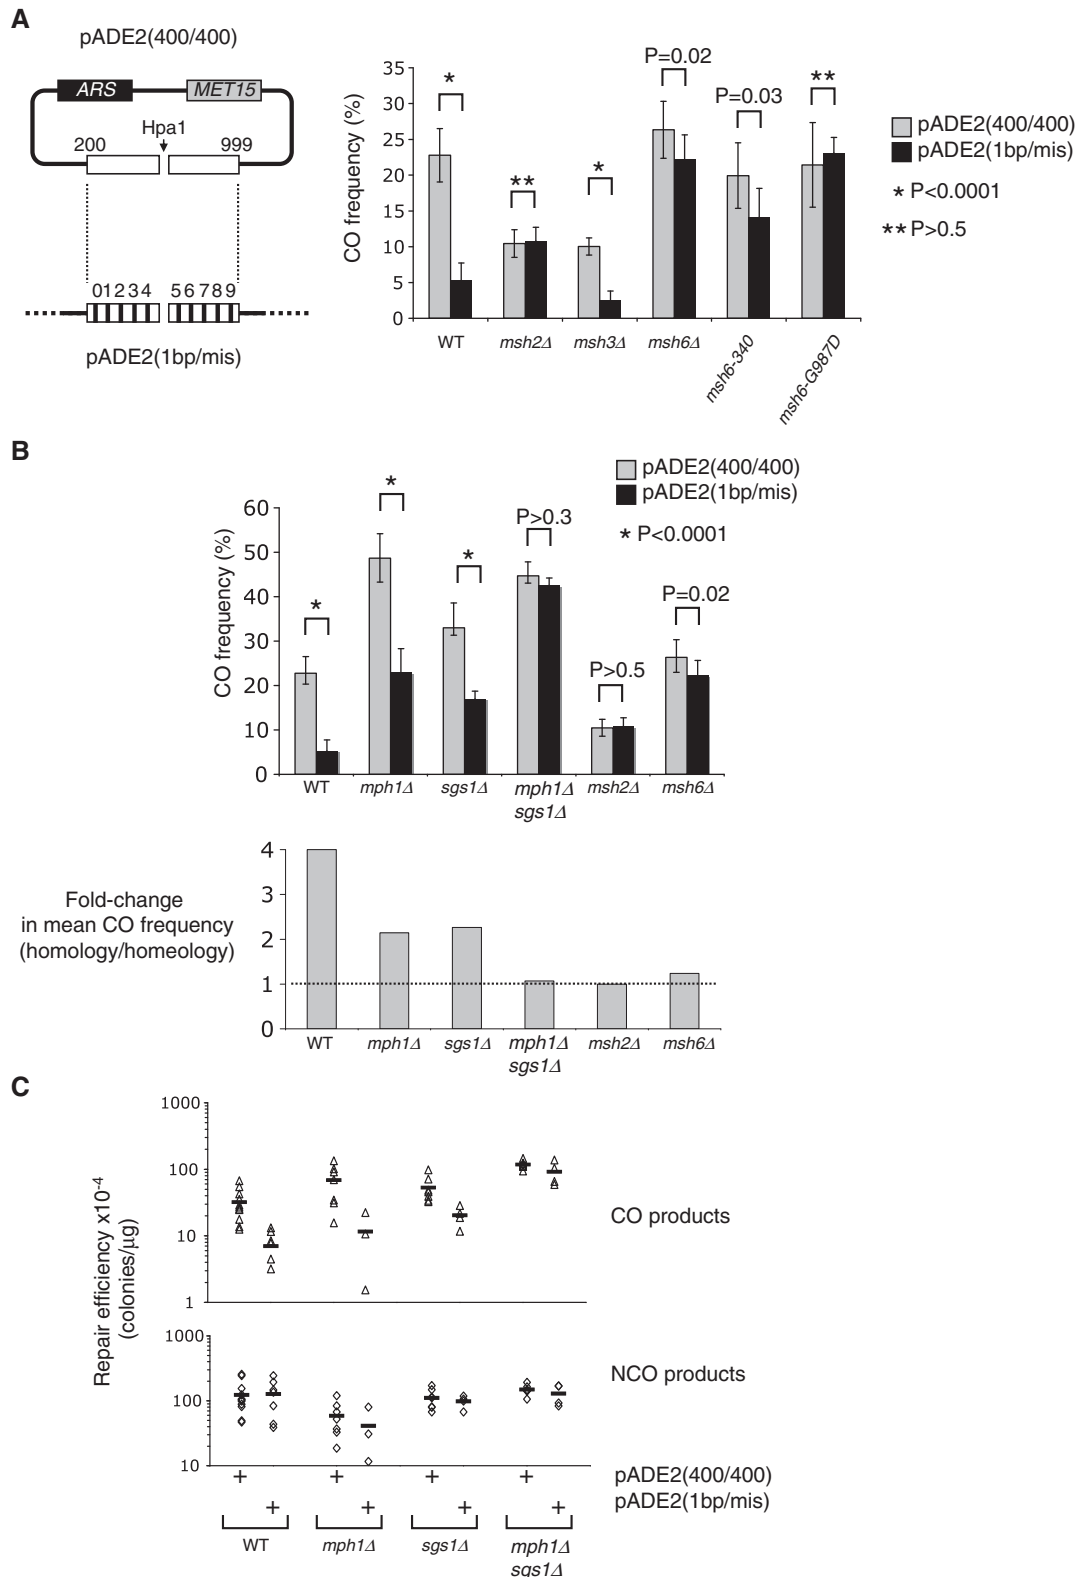 A
pADE2(400/400)
ARS
MET15
Hpa1
200
999
01234
56789
pADE2(1bp/mis)
CO frequency (%)
35
30
25
20
15
10
5
0
*
**
*
P=0.02
P=0.03
**
WT
msh2Δ
msh3Δ
msh6Δ
msh6-340
msh6-G987D
pADE2(400/400)
pADE2(1bp/mis)
* P<0.0001
** P>0.5
B
pADE2(400/400)
pADE2(1bp/mis)
* P<0.0001
CO frequency (%)
60
50
40
30
20
10
0
*
*
*
P>0.3
P>0.5
P=0.02
WT
mph1Δ
sgs1Δ
mph1Δ
sgs1Δ
msh2Δ
msh6Δ
Fold-change
in mean CO frequency
(homology/homeology)
4
3
2
1
0
WT
mph1Δ
sgs1Δ
mph1Δ
sgs1Δ
msh2Δ
msh6Δ
C
Repair efficiency x10-4
(colonies/µg)
1000
100
10
1
CO products
1000
100
10
NCO products
+ + + + pADE2(400/400)
+ + + + pADE2(1bp/mis)
WT
mph1Δ
sgs1Δ
mph1Δ
sgs1Δ